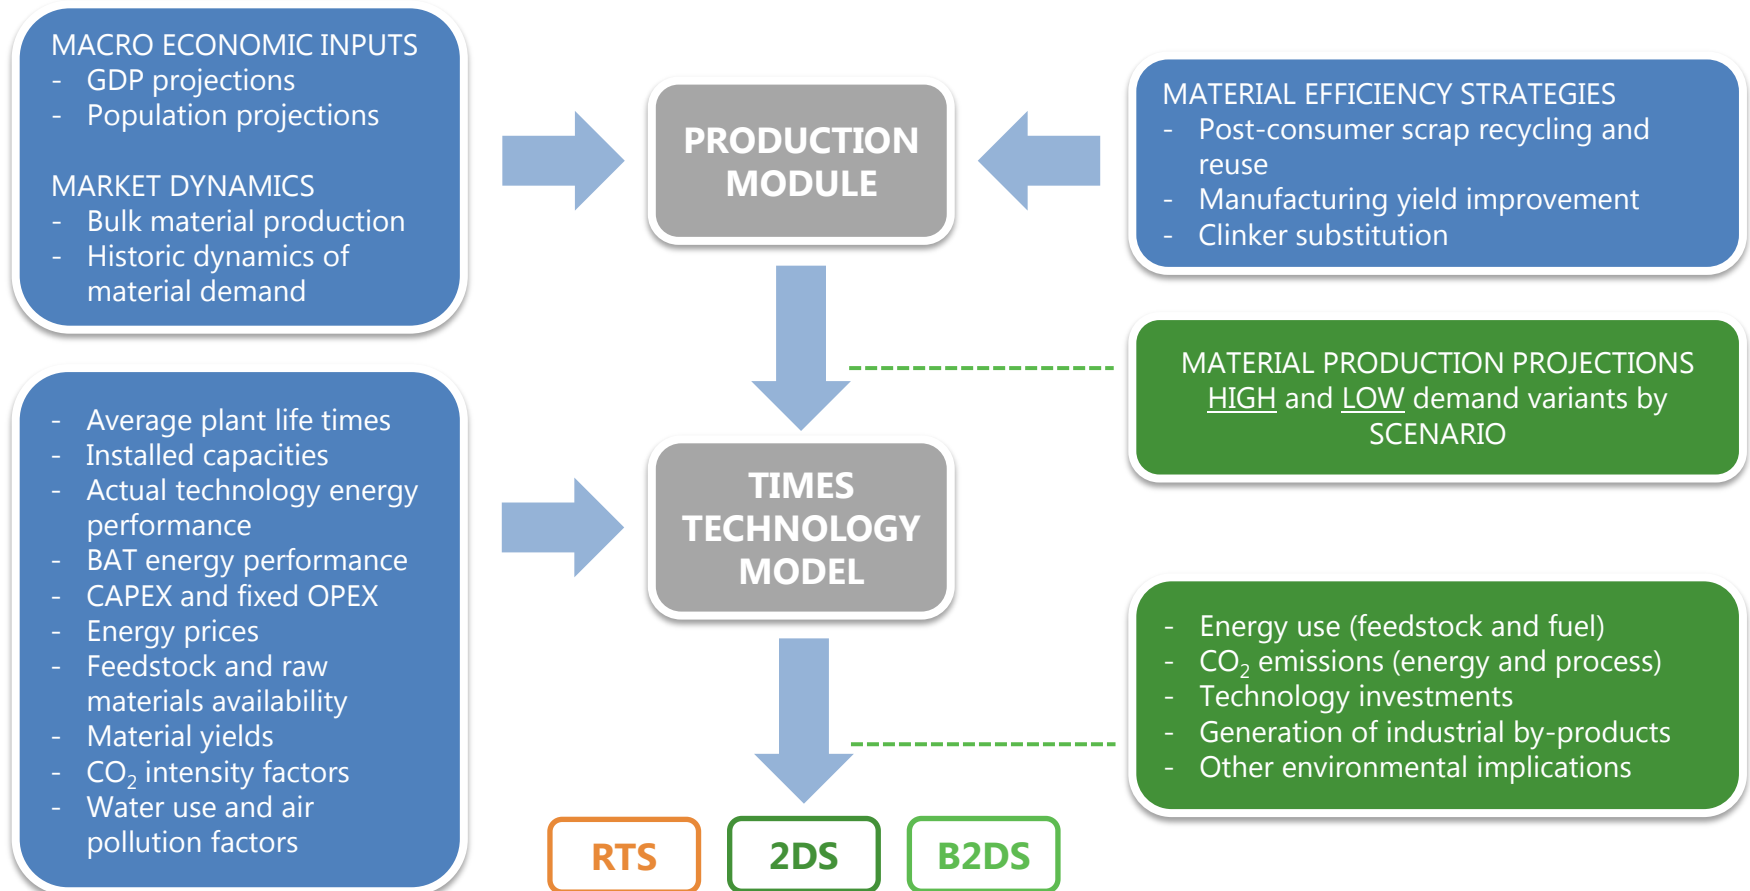 MACRO ECONOMIC INPUTS
- GDP projections
- Population projections
MARKET DYNAMICS
- Bulk material production
- Historic dynamics of
material demand
PRODUCTION
MODULE
MATERIAL EFFICIENCY STRATEGIES
- Post-consumer scrap recycling and
reuse
- Manufacturing yield improvement
- Clinker substitution
MATERIAL PRODUCTION PROJECTIONS
HIGH and LOW demand variants by
SCENARIO
- Average plant life times
- Installed capacities
- Actual technology energy
performance
- BAT energy performance
- CAPEX and fixed OPEX
- Energy prices
- Feedstock and raw
materials availability
- Material yields
- CO₂ intensity factors
- Water use and air
pollution factors
TIMES
TECHNOLOGY
MODEL
- Energy use (feedstock and fuel)
- CO₂ emissions (energy and process)
- Technology investments
- Generation of industrial by-products
- Other environmental implications
RTS
2DS
B2DS